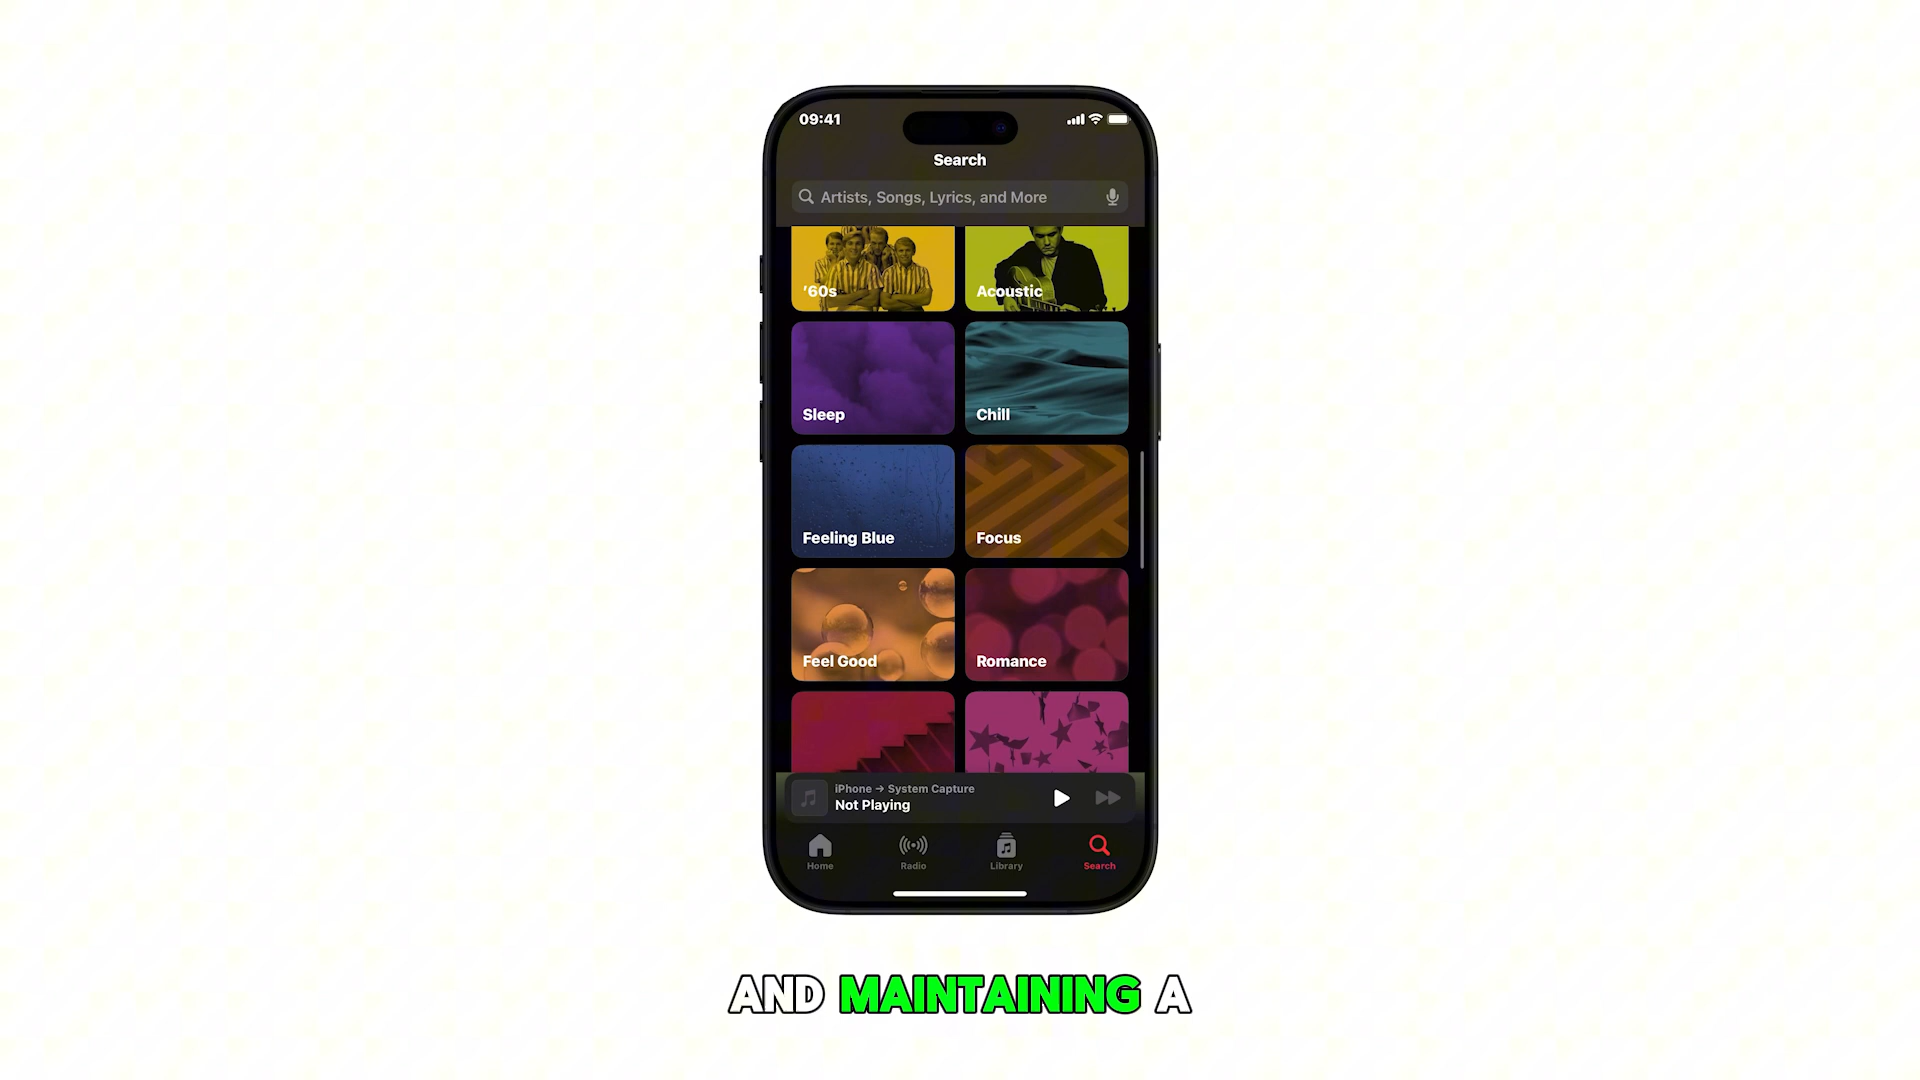 09:41
Search
Artists, Songs, Lyrics, and More
'60s
Acoustic
Sleep
Chill
Feeling Blue
Focus
Feel Good
Romance
iPhone → System Capture
Not Playing
Home
Radio
Library
Search
AND MAINTAINING A